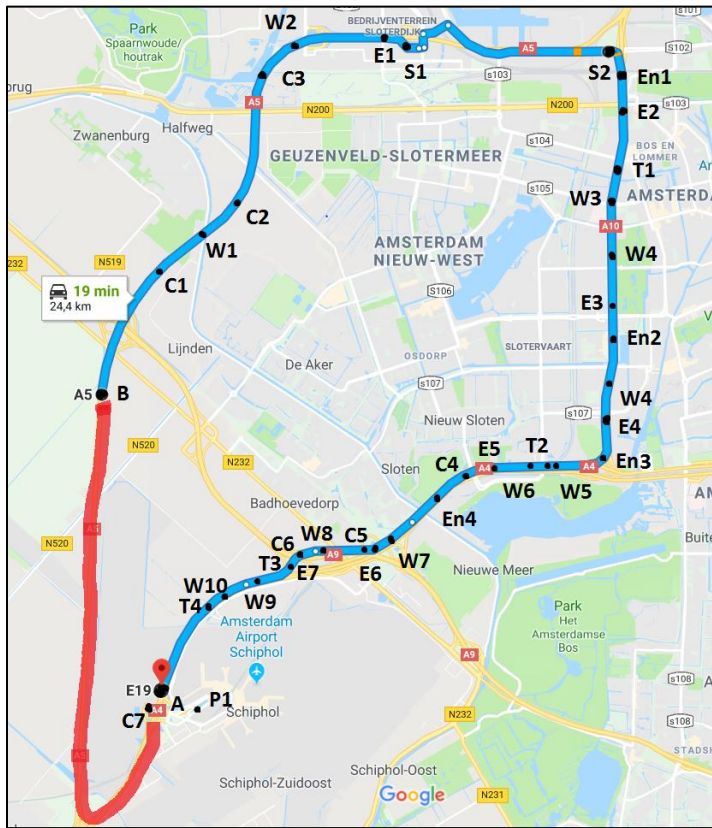 s101
Park
Spaarnwoude/
houtrak
W2
BEDRIJVENTERREIN
SLOTERDIJK
E1
S1
A5
S2
S102
C3
s103
En1
A5
N200
N200
E2
s103
Halfweg
Zwanenburg
s104
BOS EN
LOMMER
GEUZENVELD-SLOTERMEER
T1
s105
W3
AMSTERD
C2
A10
W1
AMSTERDAM
NIEUW-WEST
W4
232
N519
C1
19 min
24,4 km
S106
E3
Lijnden
SLOTERVAART
En2
De Aker
OSDORP
s107
A5
B
W4
Nieuw Sloten
s107
E4
N520
E5
T2
En3
N232
Sloten
C4
A4
A4
W6
W5
Badhoevedorp
En4
A5
N520
C6
W8
C5
W7
A9
T3
E7
E6
Nieuwe Meer
W10
W9
T4
Amsterdam
Airport
Schiphol
Park
Het
Amsterdamse
Bos
A9
E19
A
P1
C7
A4
Schiphol
N232
s108
s108
A5
Schiphol-Oost
Schiphol-Zuidoost
Google
N231
s109